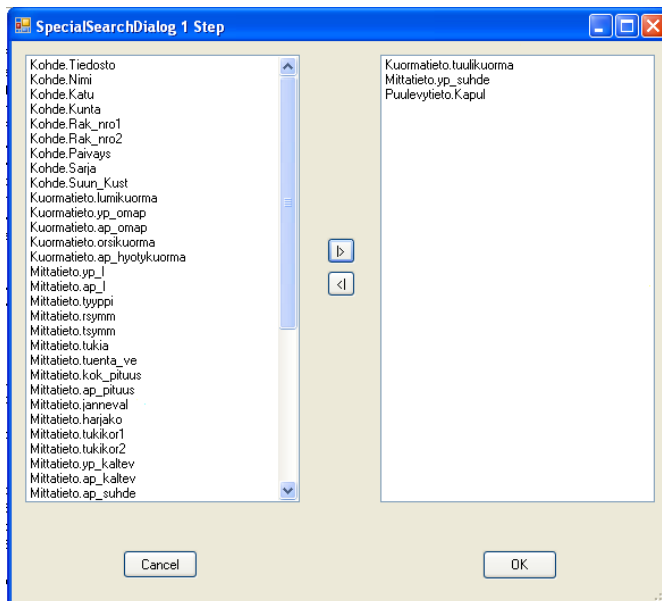 SpecialSearchDialog 1 Step
Kohde.Tiedosto
Kohde.Nimi
Kohde.Katu
Kohde.Kunta
Kohde.Rak_nro1
Kohde.Rak_nro2
Kohde.Paivays
Kohde.Sarja
Kohde.Suun_Kust
Kuormatieto.lumikuorma
Kuormatieto.yp_omap
Kuormatieto.ap_omap
Kuormatieto.orsikuorma
Kuormatieto.ap_hyotykuorma
Mittatieto.yp_l
Mittatieto.ap_l
Mittatieto.tyyppi
Mittatieto.rsymm
Mittatieto.tsymm
Mittatieto.tukia
Mittatieto.tuenta_ve
Mittatieto.kok_pituus
Mittatieto.ap_pituus
Mittatieto.janneval
Mittatieto.harjako
Mittatieto.tukikor1
Mittatieto.tukikor2
Mittatieto.yp_kaltev
Mittatieto.ap_kaltev
Mittatieto.ap_suhde
|>
<|
Kuormatieto.tuulikuorma
Mittatieto.yp_suhde
Puulevytieto.Kapul
Cancel
OK